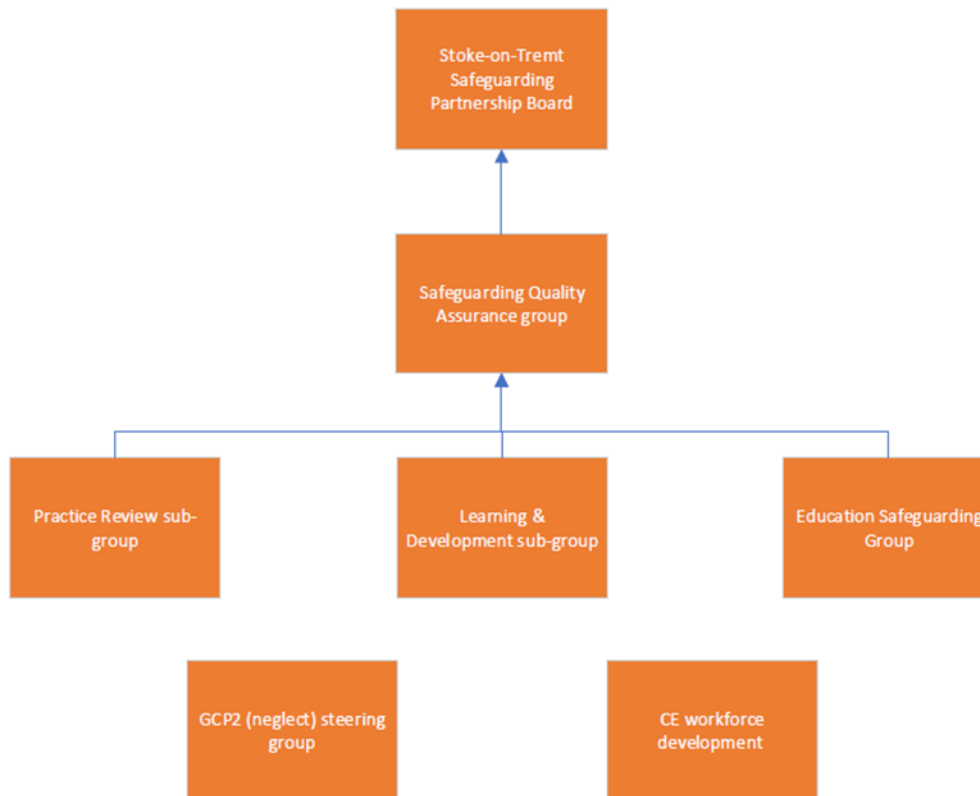 Stoke-on-Tremt
Safeguarding
Partnership Board
Safeguarding Quality
Assurance group
Practice Review sub-
group
Learning &
Development sub-group
Education Safeguarding
Group
GCP2 (neglect) steering
group
CE workforce
development